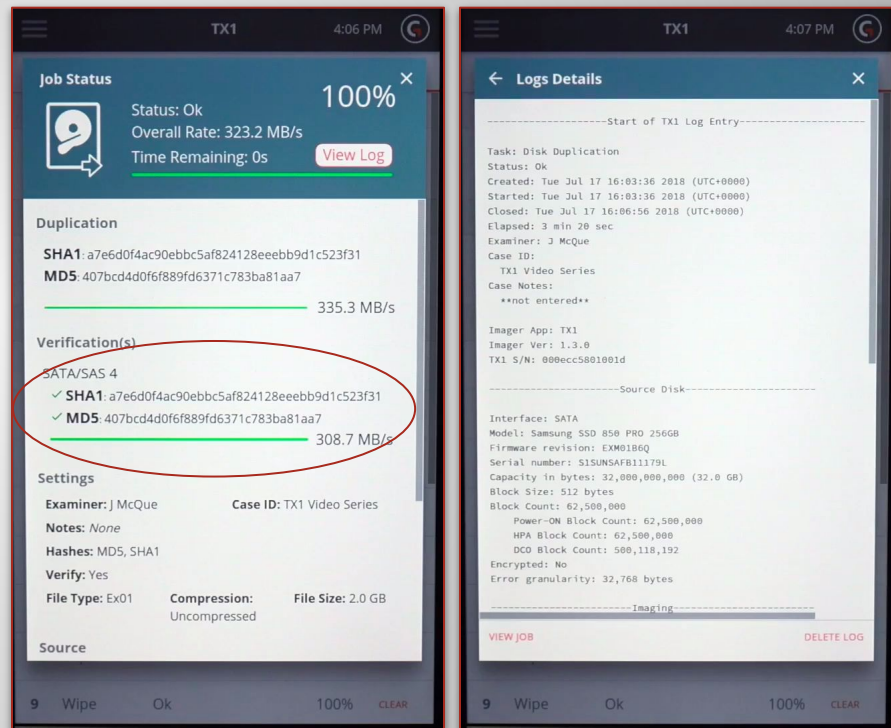 TX1 4:06 PM
Job Status
100%
Status: Ok
Overall Rate: 323.2 MB/s
Time Remaining: 0s View Log
Duplication
SHA1: a7e6d0f4ac90ebbc5af824128eeebb9d1c523f31
MD5: 407bcd4d0f6f889fd6371c783ba81aa7
335.3 MB/s
Verification(s)
SATA/SAS 4
✓ SHA1: a7e6d0f4ac90ebbc5af824128eeebb9d1c523f31
✓ MD5: 407bcd4d0f6f889fd6371c783ba81aa7
308.7 MB/s
Settings
Examiner: J McQue Case ID: TX1 Video Series
Notes: None
Hashes: MD5, SHA1
Verify: Yes
File Type: Ex01 Compression: Uncompressed File Size: 2.0 GB
Source
9 Wipe Ok 100% CLEAR
TX1 4:07 PM
← Logs Details
--------------------Start of TX1 Log Entry---------------------
Task: Disk Duplication
Status: Ok
Created: Tue Jul 17 16:03:36 2018 (UTC+0000)
Started: Tue Jul 17 16:03:36 2018 (UTC+0000)
Closed: Tue Jul 17 16:06:56 2018 (UTC+0000)
Elapsed: 3 min 20 sec
Examiner: J McQue
Case ID:
TX1 Video Series
Case Notes:
**not entered**
Imager App: TX1
Imager Ver: 1.3.0
TX1 S/N: 000ecc5801001d
----------------------Source Disk----------------------
Interface: SATA
Model: Samsung SSD 850 PRO 256GB
Firmware revision: EXM01B6Q
Serial number: S1SUNSAFB11179L
Capacity in bytes: 32,000,000,000 (32.0 GB)
Block Size: 512 bytes
Block Count: 62,500,000
Power-ON Block Count: 62,500,000
HPA Block Count: 62,500,000
DCO Block Count: 500,118,192
Encrypted: No
Error granularity: 32,768 bytes
------------------------Imaging------------------------
VIEW JOB DELETE LOG
9 Wipe Ok 100% CLEAR